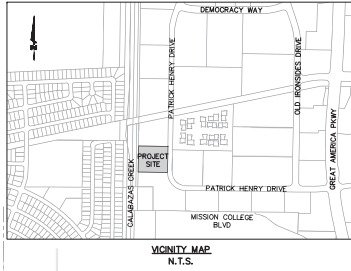 DEMOCRACY WAY
PATRICK HENRY DRIVE
OLD IRONSIDES DRIVE
GREAT AMERICA PKWY
CALABAZAS CREEK
PROJECT
SITE
PATRICK HENRY DRIVE
MISSION COLLEGE
BLVD
VICINITY MAP
N.T.S.